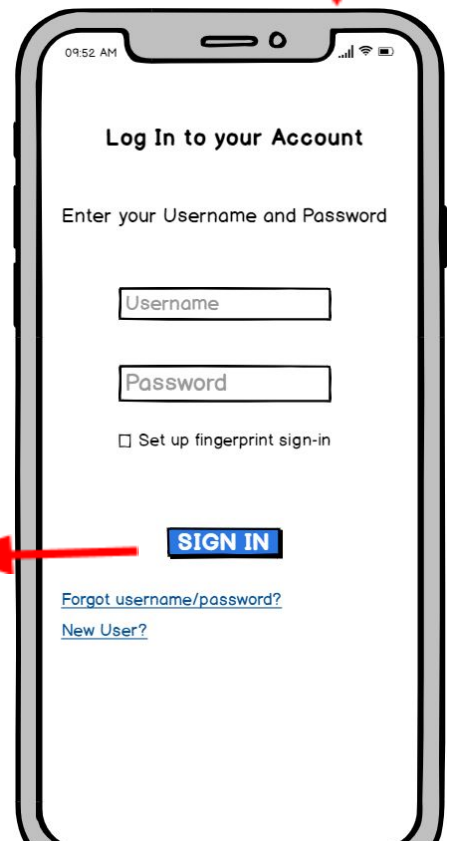 09:52 AM
Log In to your Account
Enter your Username and Password
Username
Password
Set up fingerprint sign-in
SIGN IN
Forgot username/password?
New User?